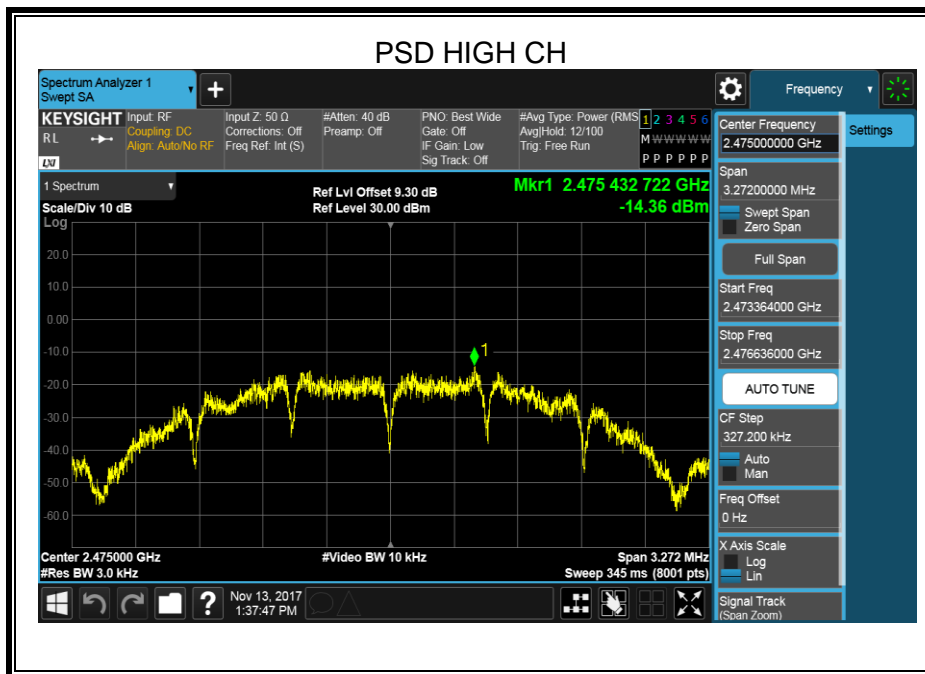 PSD HIGH CH
Spectrum Analyzer 1
Swept SA
+
Frequency
KEYSIGHT
RL
LXI
Input: RF
Coupling: DC
Align: Auto/No RF
Input Z: 50 Ω
Corrections: Off
Freq Ref: Int (S)
#Atten: 40 dB
Preamp: Off
PNO: Best Wide
Gate: Off
IF Gain: Low
Sig Track: Off
#Avg Type: Power (RMS
Avg|Hold: 12/100
Trig: Free Run
1 2 3 4 5 6
M W W W W W
P P P P P P
1 Spectrum
Scale/Div 10 dB
Log
Ref Lvl Offset 9.30 dB
Ref Level 30.00 dBm
Mkr1 2.475 432 722 GHz
-14.36 dBm
20.0
10.0
0.00
-10.0
-20.0
-30.0
-40.0
-50.0
-60.0
1
Center 2.475000 GHz
#Res BW 3.0 kHz
#Video BW 10 kHz
Span 3.272 MHz
Sweep 345 ms (8001 pts)
?
Nov 13, 2017
1:37:47 PM
Center Frequency
2.475000000 GHz
Span
3.27200000 MHz
Swept Span
Zero Span
Full Span
Start Freq
2.473364000 GHz
Stop Freq
2.476636000 GHz
AUTO TUNE
CF Step
327.200 kHz
Auto
Man
Freq Offset
0 Hz
X Axis Scale
Log
Lin
Signal Track
(Span Zoom)
Settings